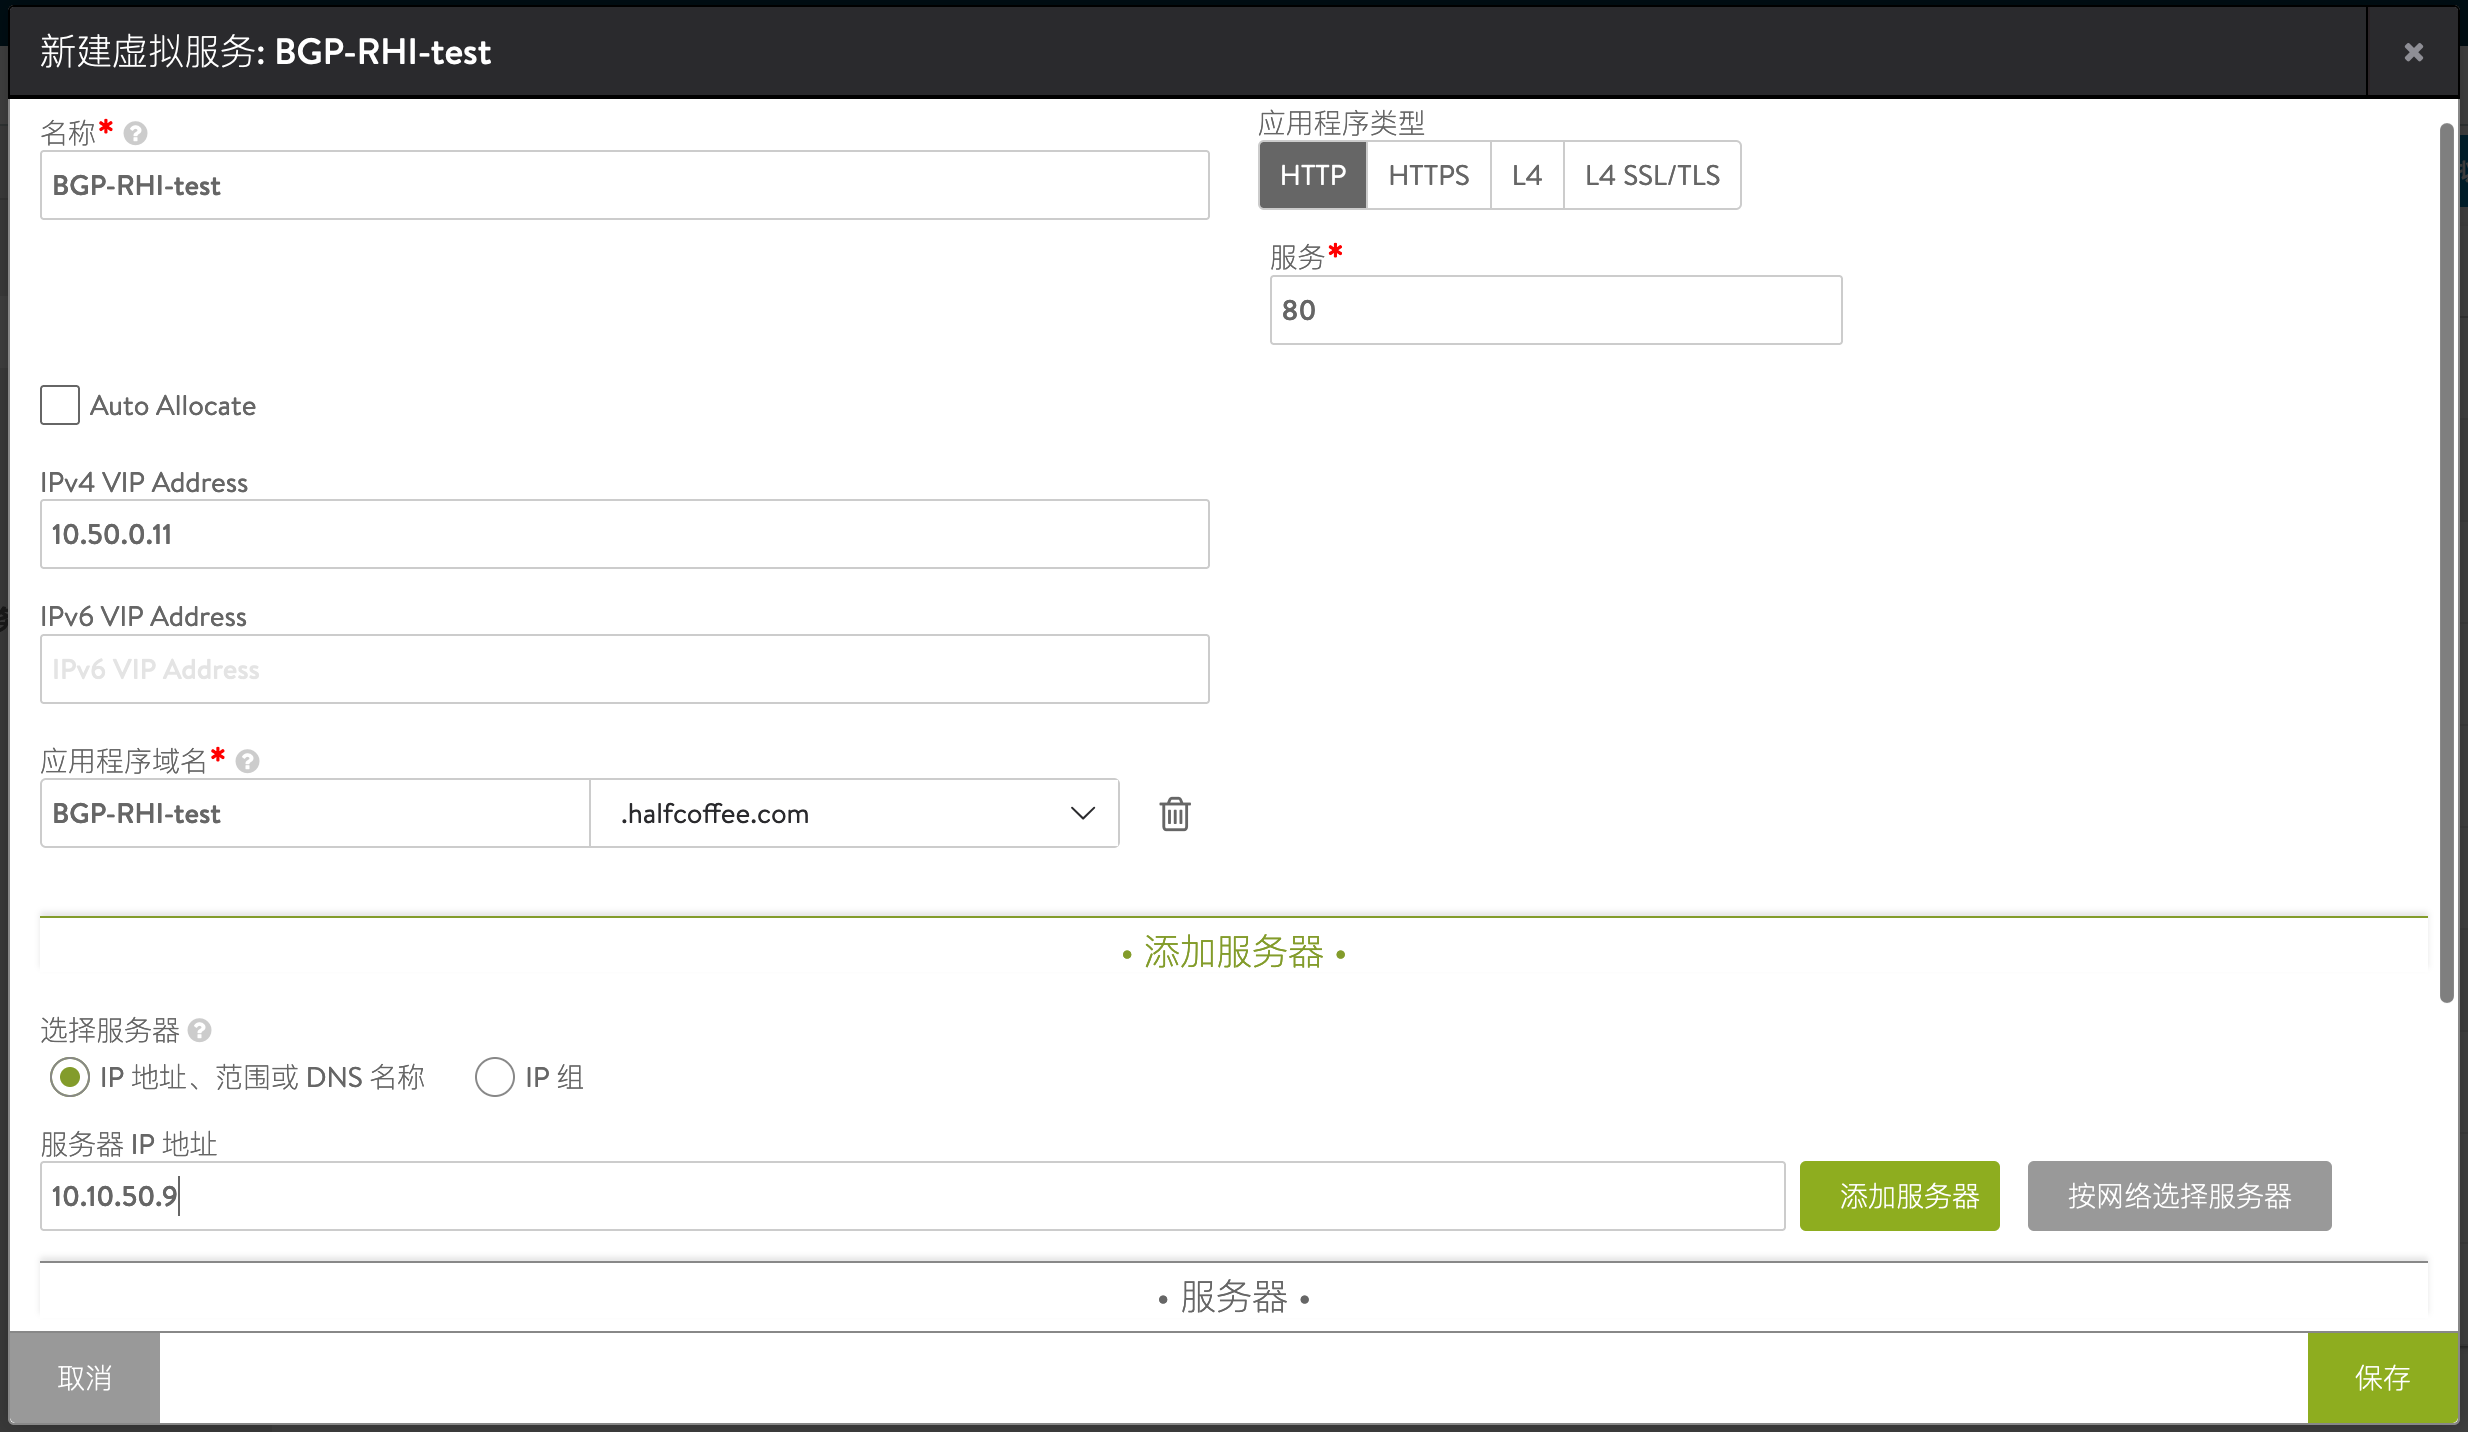 新建虚拟服务: BGP-RHI-test
名称*
BGP-RHI-test
应用程序类型
HTTP HTTPS L4 L4 SSL/TLS
服务*
80
Auto Allocate
IPv4 VIP Address
10.50.0.11
IPv6 VIP Address
IPv6 VIP Address
应用程序域名*
BGP-RHI-test .halfcoffee.com
• 添加服务器 •
选择服务器
IP 地址、范围或 DNS 名称 IP 组
服务器 IP 地址
10.10.50.9 添加服务器 按网络选择服务器
• 服务器 •
取消 保存